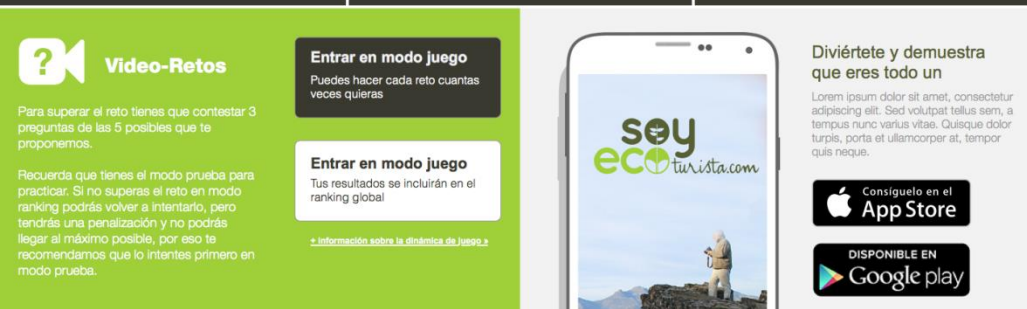 ?
Video-Retos
Para superar el reto tienes que contestar 3
preguntas de las 5 posibles que te
proponemos.
Recuerda que tienes el modo prueba para
practicar. Si no superas el reto en modo
ranking podrás volver a intentarlo, pero
tendrás una penalización y no podrás
llegar al máximo posible, por eso te
recomendamos que lo intentes primero en
modo prueba.
Entrar en modo juego
Puedes hacer cada reto cuantas
veces quieras
Entrar en modo juego
Tus resultados se incluirán en el
ranking global
+ información sobre la dinámica de juego »
soy
eco turista.com
Diviértete y demuestra
que eres todo un
Lorem ipsum dolor sit amet, consectetur
adipiscing elit. Sed volutpat tellus sem, a
tempus nunc varius vitae. Quisque dolor
turpis, porta et ullamcorper at, tempor
quis neque.
Consíguelo en el
App Store
DISPONIBLE EN
Google play